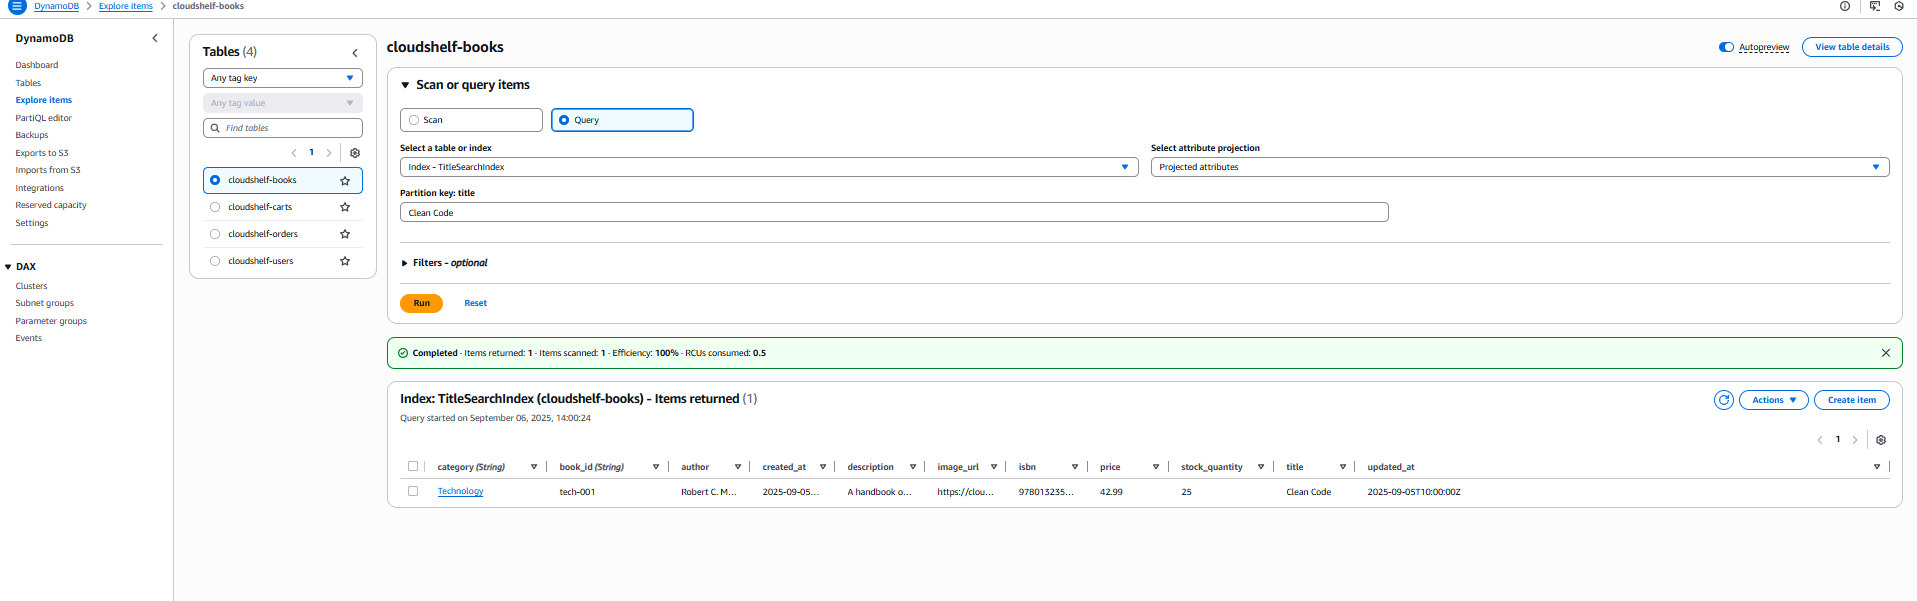 DynamoDB > Explore items > cloudshelf-books
DynamoDB
Dashboard
Tables
Explore items
PartiQL editor
Backups
Exports to S3
Imports from S3
Integrations
Reserved capacity
Settings
DAX
Clusters
Subnet groups
Parameter groups
Events
Tables (4)
Any tag key
Any tag value
Find tables
1
cloudshelf-books
cloudshelf-carts
cloudshelf-orders
cloudshelf-users
cloudshelf-books
Autopreview View table details
Scan or query items
Scan Query
Select a table or index Select attribute projection
Index - TitleSearchIndex Projected attributes
Partition key: title
Clean Code
Filters - optional
Run Reset
Completed · Items returned: 1 · Items scanned: 1 · Efficiency: 100% · RCUs consumed: 0.5
Index: TitleSearchIndex (cloudshelf-books) - Items returned (1)
Actions Create item
Query started on September 06, 2025, 14:00:24
1
category (String) book_id (String) author created_at description image_url isbn price stock_quantity title updated_at
Technology tech-001 Robert C. M... 2025-09-05... A handbook o... https://clou... 978013235... 42.99 25 Clean Code 2025-09-05T10:00:00Z